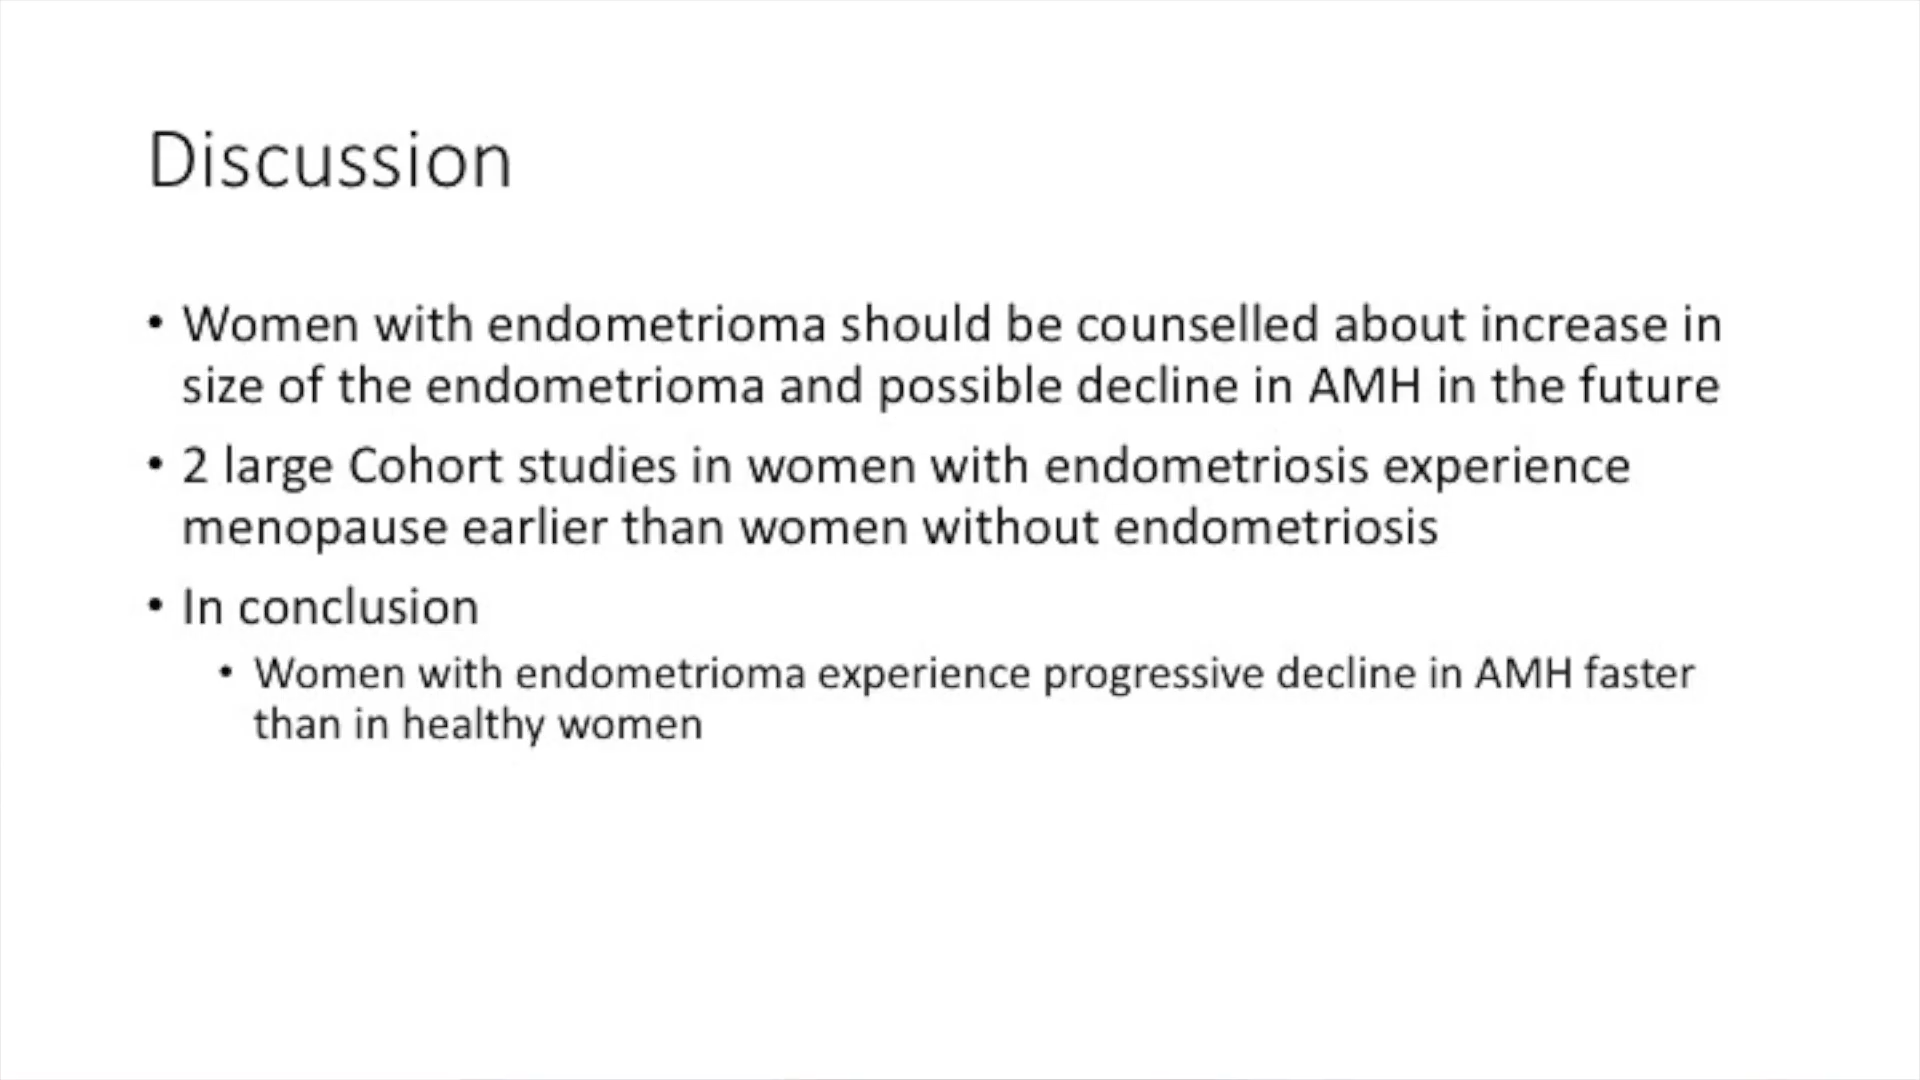 Discussion
• Women with endometrioma should be counselled about increase in
size of the endometrioma and possible decline in AMH in the future
• 2 large Cohort studies in women with endometriosis experience
menopause earlier than women without endometriosis
• In conclusion
• Women with endometrioma experience progressive decline in AMH faster
than in healthy women